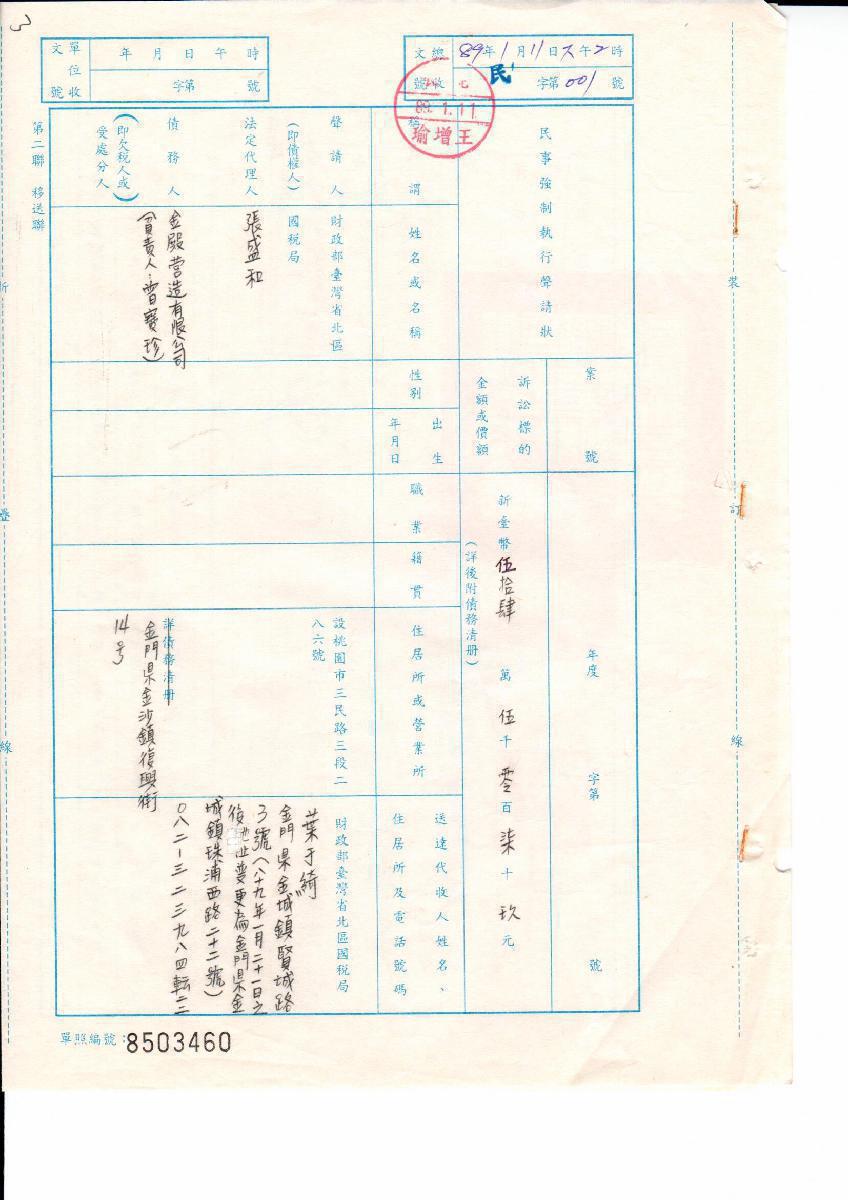 單位收文號
年 月 日 午 時
字第 號
總收文號
89年1月11日下午2時
民 字第001號
89.1.11
王增瑜
民事強制執行聲請狀
案號
年度
字第
號
訴訟標的金額或價額
新臺幣伍拾肆萬伍千零百柒十玖元
(詳後附債務清冊)
稱謂
姓名或名稱
性別
出生年月日
職業
籍貫
住居所或營業所
送達代收人姓名、住居所及電話號碼
聲請人
(即債權人)
財政部臺灣省北區國稅局
設桃園市三民路三段二八六號
財政部臺灣省北區國稅局
葉于綺
金門県金城鎮賢城路
3號(八十九年一月二十一日之
後地址變更為金門県金
城鎮珠浦西路二十二號)
〇八二-三二三九八四転二二
法定代理人
張盛和
債務人
(即欠稅人或受處分人)
金殿营造有限公司
(負責人:曾寶珍)
詳債務清冊
金門県金沙鎮復興街
14号
第二聯 移送聯
裝
訂
線
折
疊
線
單照編號:8503460
3